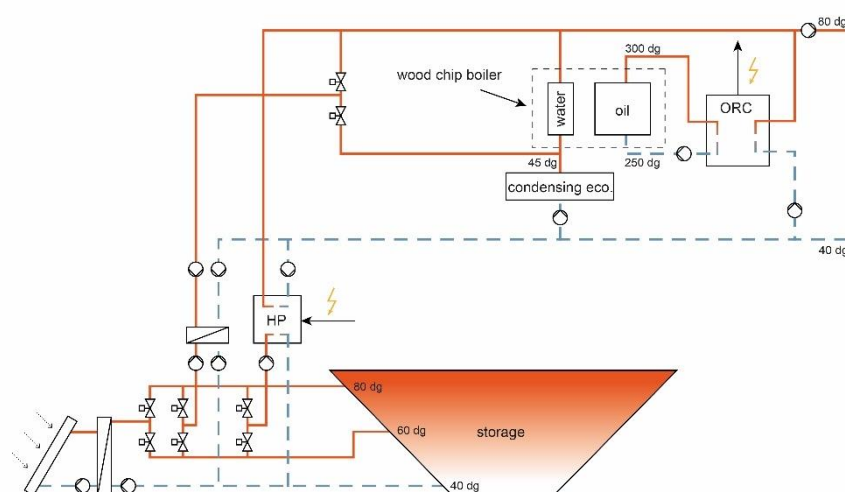 80 dg
300 dg
wood chip boiler
water
oil
ORC
45 dg
250 dg
condensing eco.
40 dg
HP
80 dg
60 dg
storage
40 dg